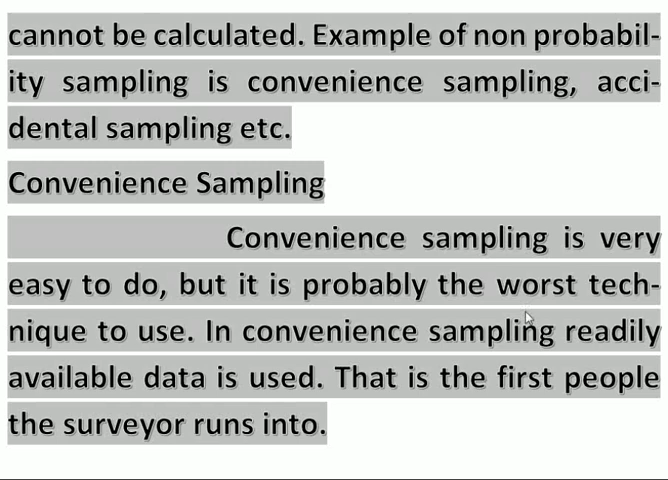 cannot be calculated. Example of non probabil-
ity sampling is convenience sampling, acci-
dental sampling etc.
Convenience Sampling
Convenience sampling is very
easy to do, but it is probably the worst tech-
nique to use. In convenience sampling readily
available data is used. That is the first people
the surveyor runs into.